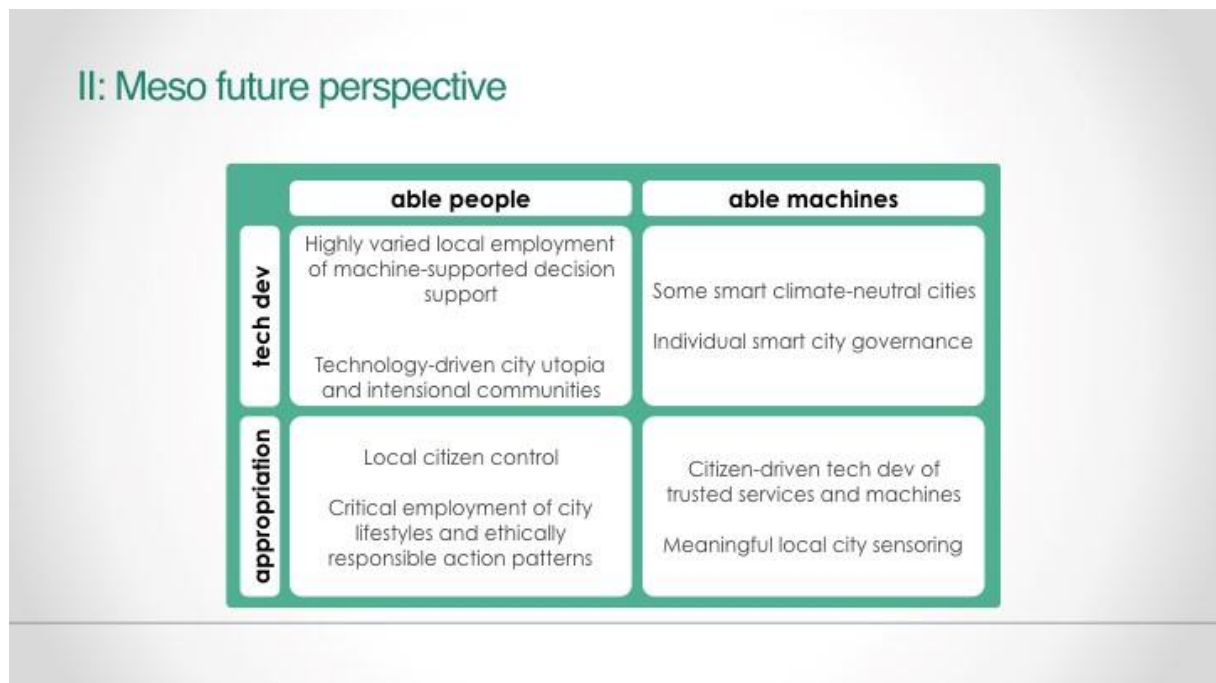 II: Meso future perspective
able people
able machines
tech dev
Highly varied local employment
of machine-supported decision
support
Technology-driven city utopia
and intensional communities
Some smart climate-neutral cities
Individual smart city governance
appropriation
Local citizen control
Critical employment of city
lifestyles and ethically
responsible action patterns
Citizen-driven tech dev of
trusted services and machines
Meaningful local city sensoring